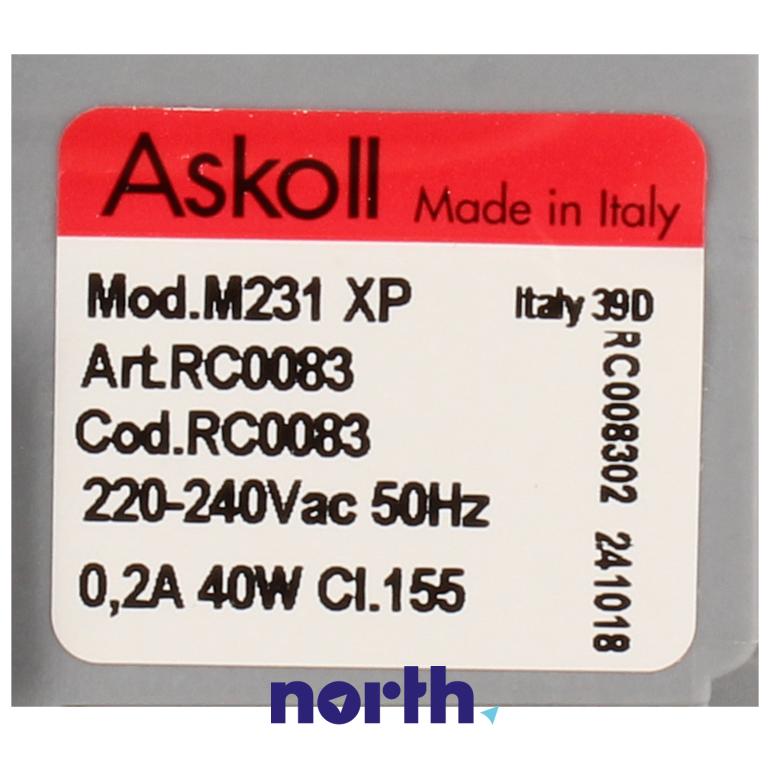 Askoll Made in Italy
Mod.M231 XP Italy 39D
Art.RC0083
Cod.RC0083
220-240Vac 50Hz
0,2A 40W Cl.155
RC008302 241018
north